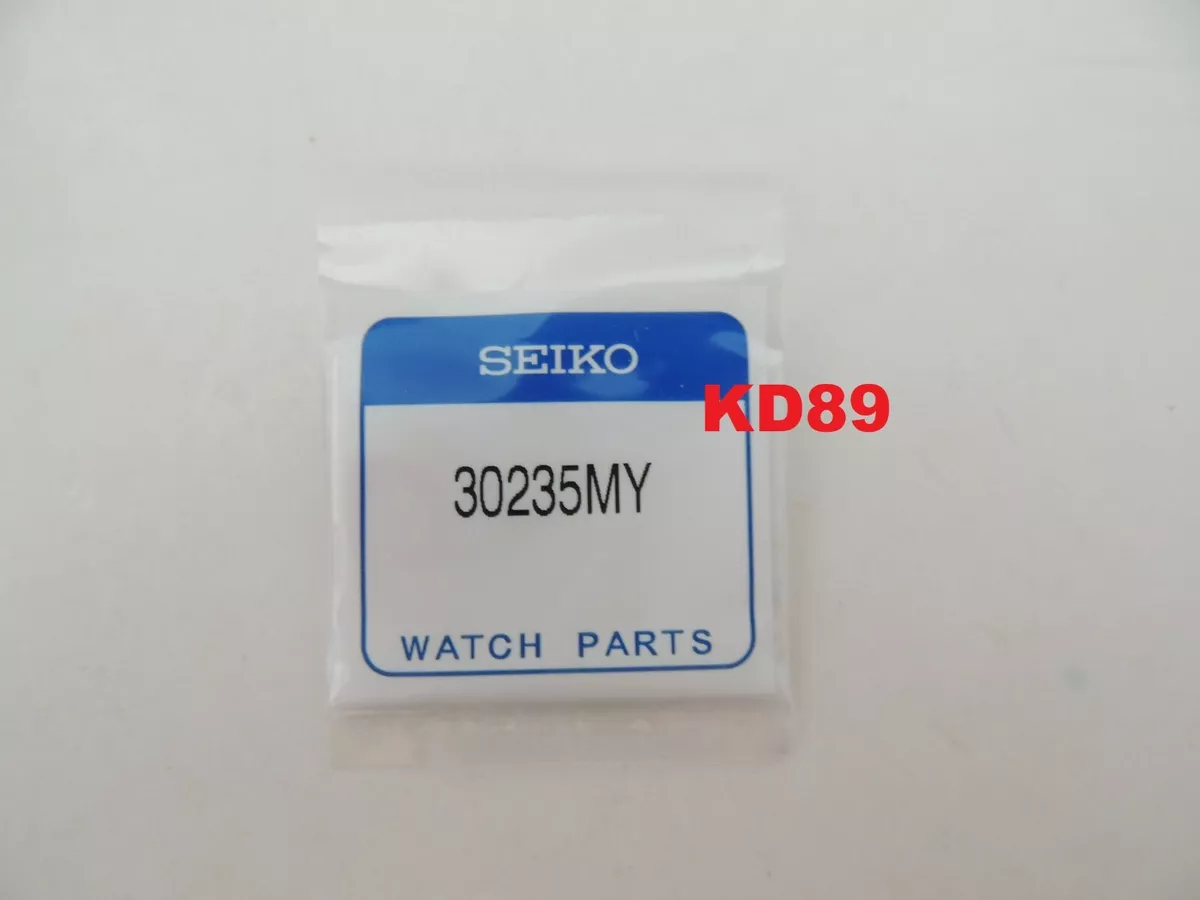 SEIKO
KD89
30235MY
WATCH PARTS